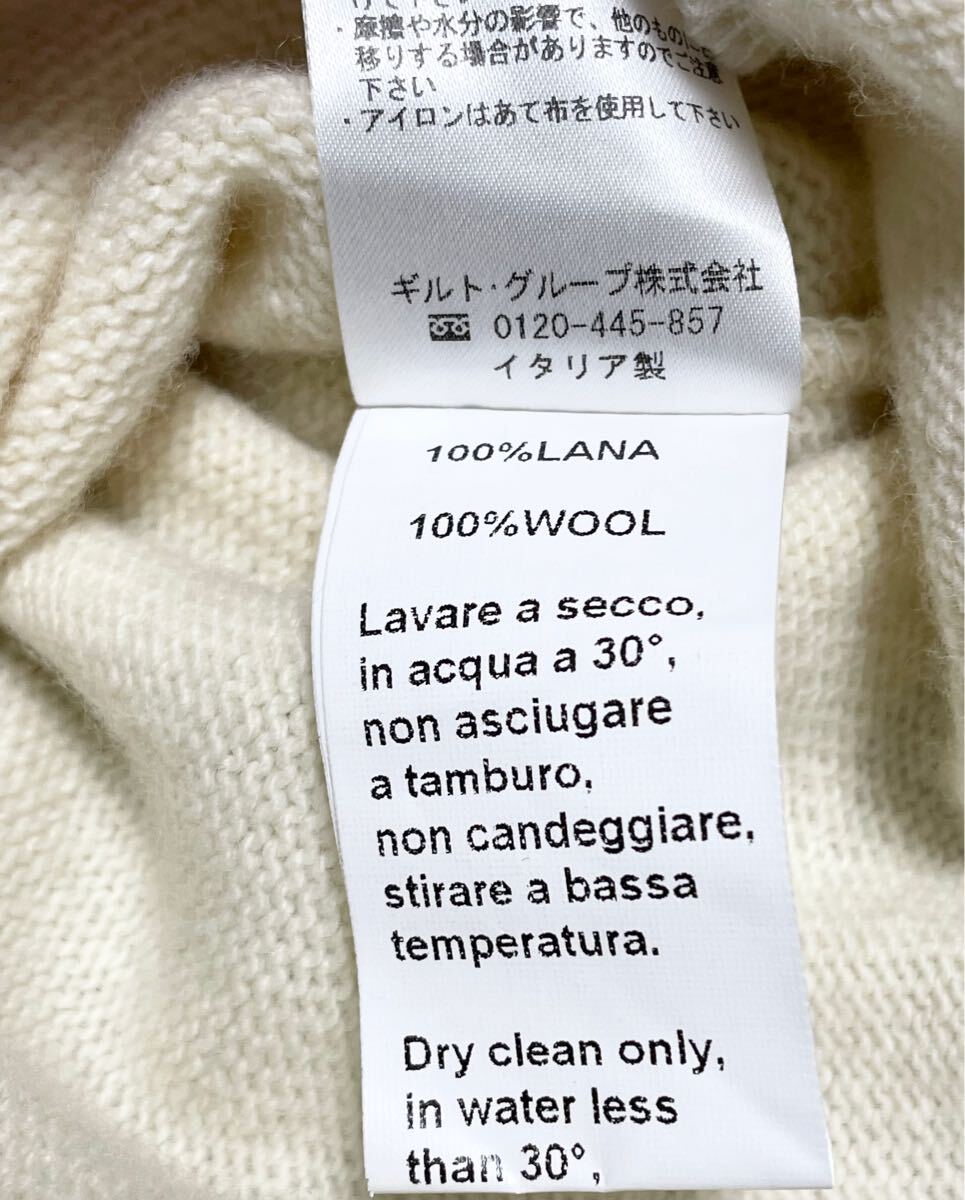 ・摩擦や水分の影響で、他のものに色
移りする場合がありますのでご注意
下さい
・アイロンはあて布を使用して下さい
ギルト・グループ株式会社
0120-445-857
イタリア製
100%LANA
100%WOOL
Lavare a secco,
in acqua a 30°,
non asciugare
a tamburo,
non candeggiare,
stirare a bassa
temperatura.
Dry clean only,
in water less
than 30°,